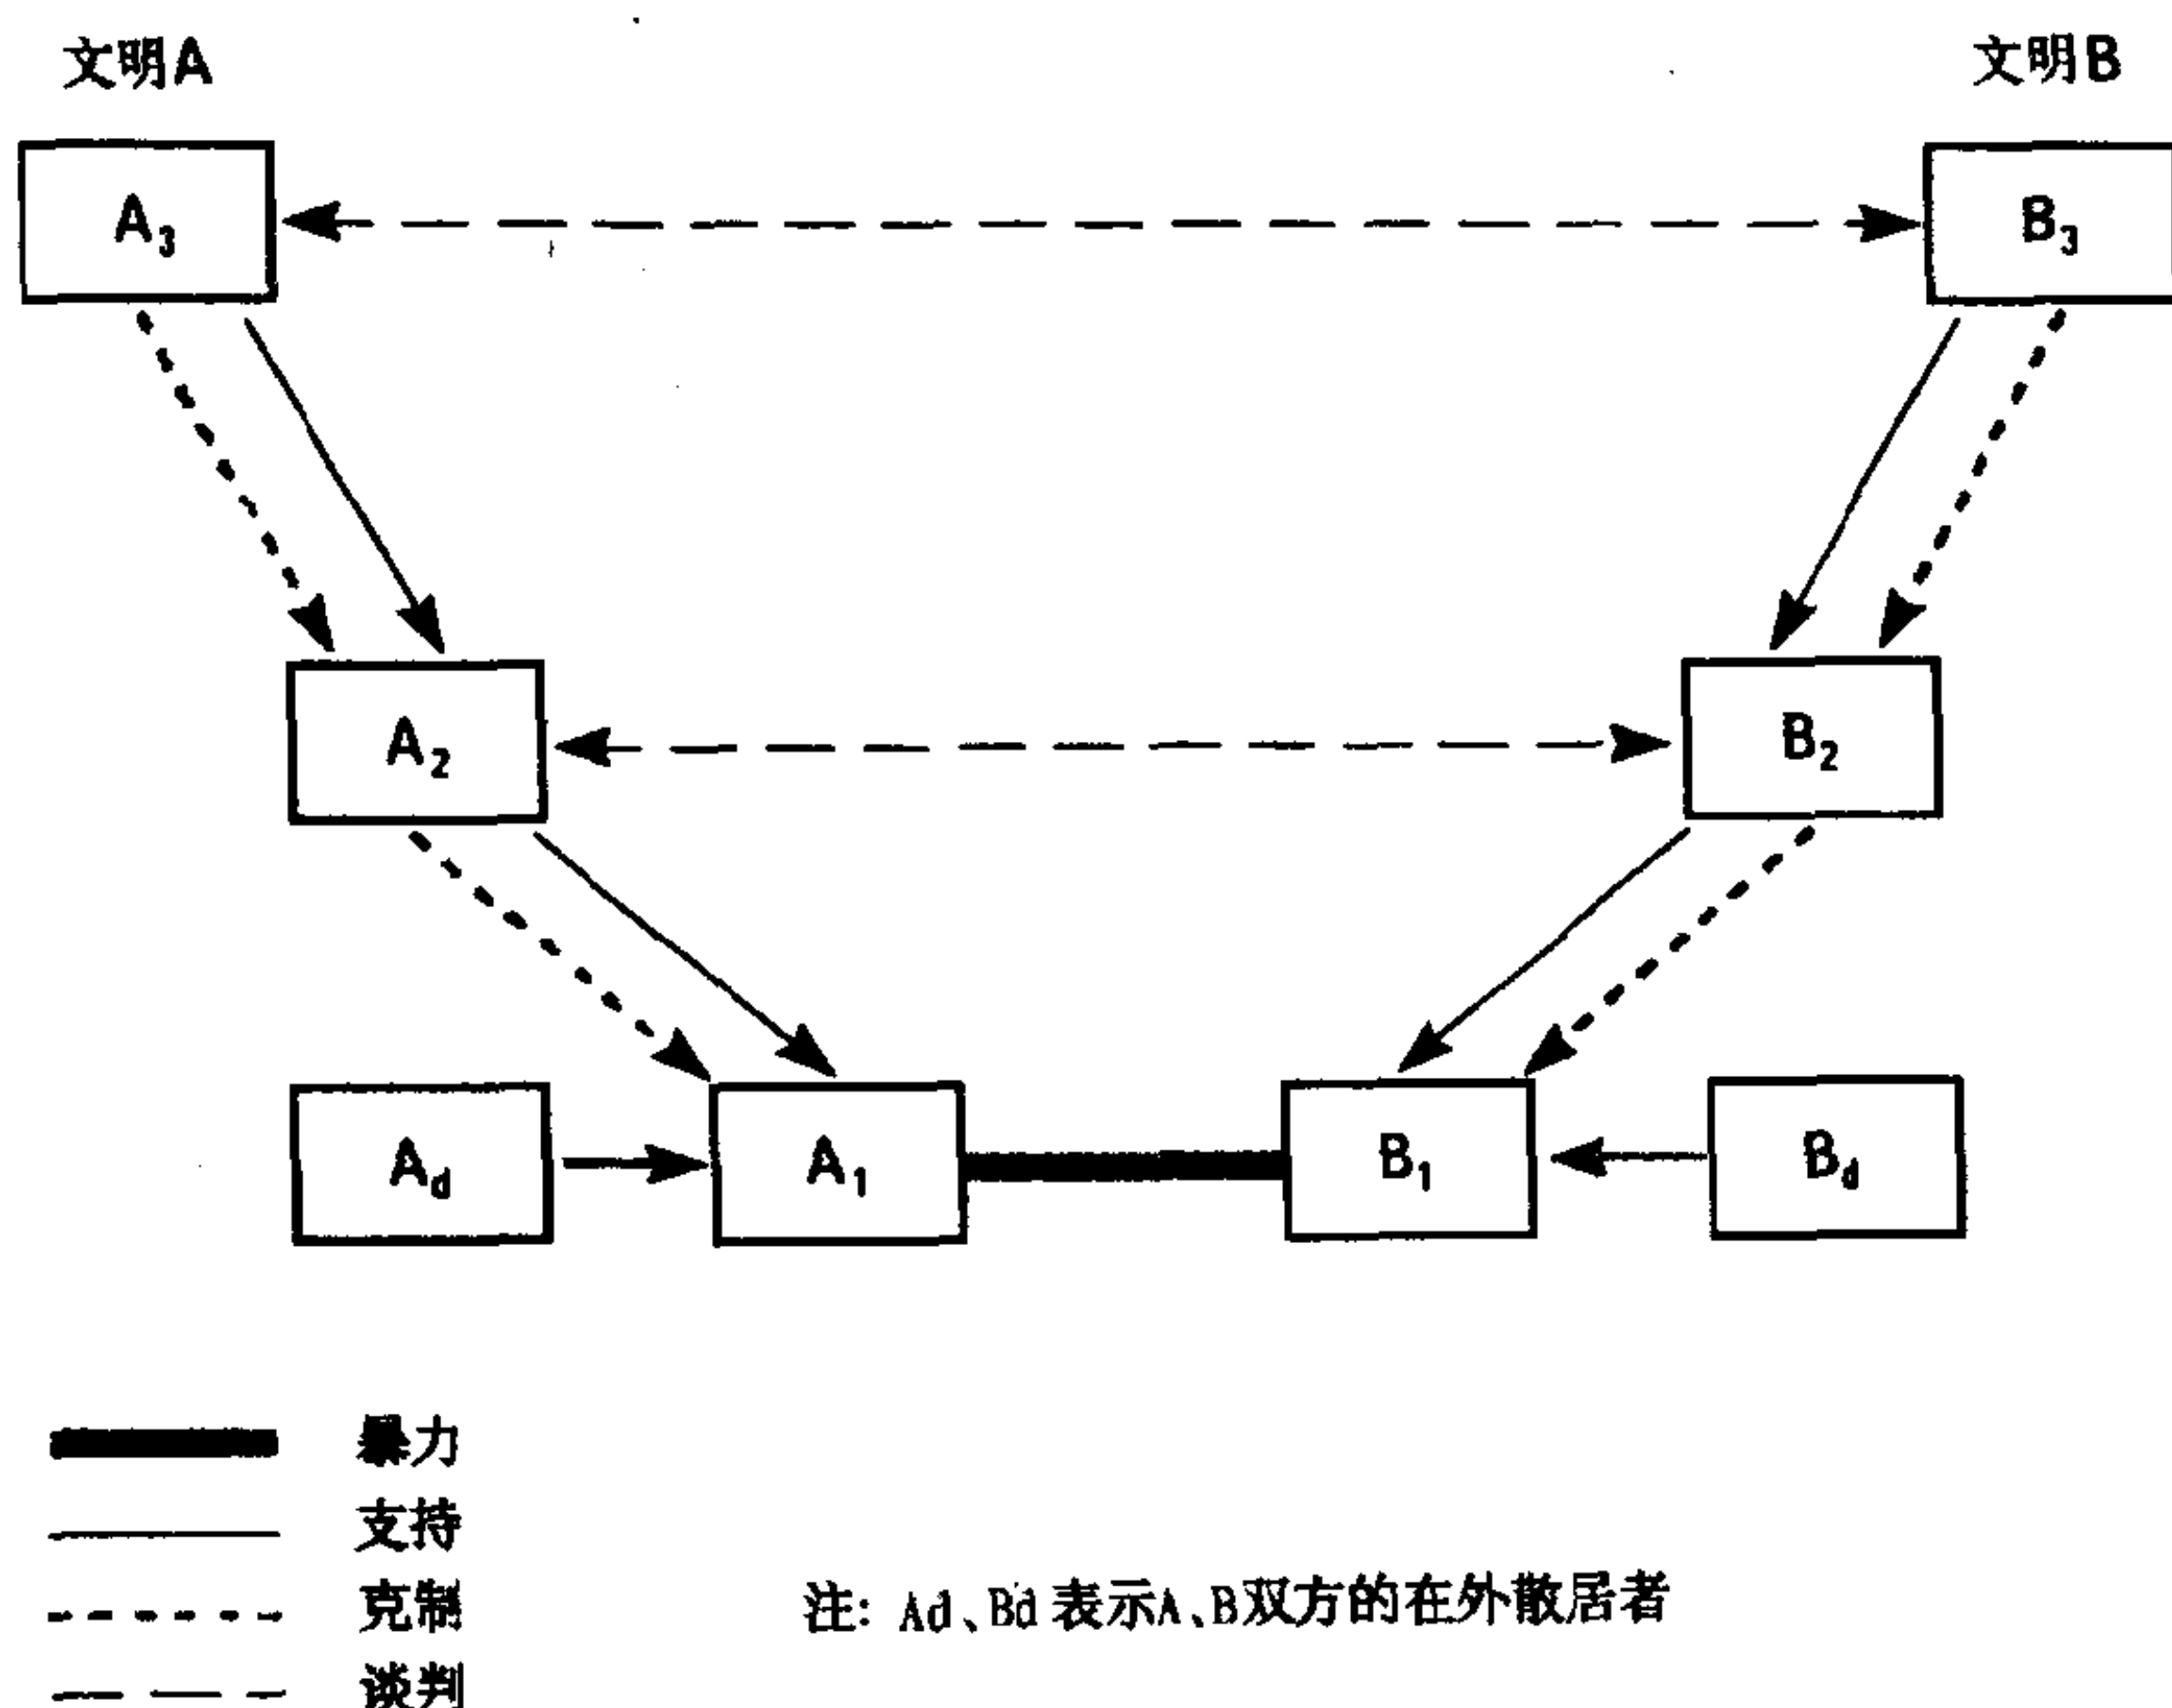 文明A 文明B
A₃ B₃
A₂ B₂
Ad A₁ B₁ Bd
暴力
支持
克制
注: Ad、Bd 表示A、B双方的在外散居者
谈判